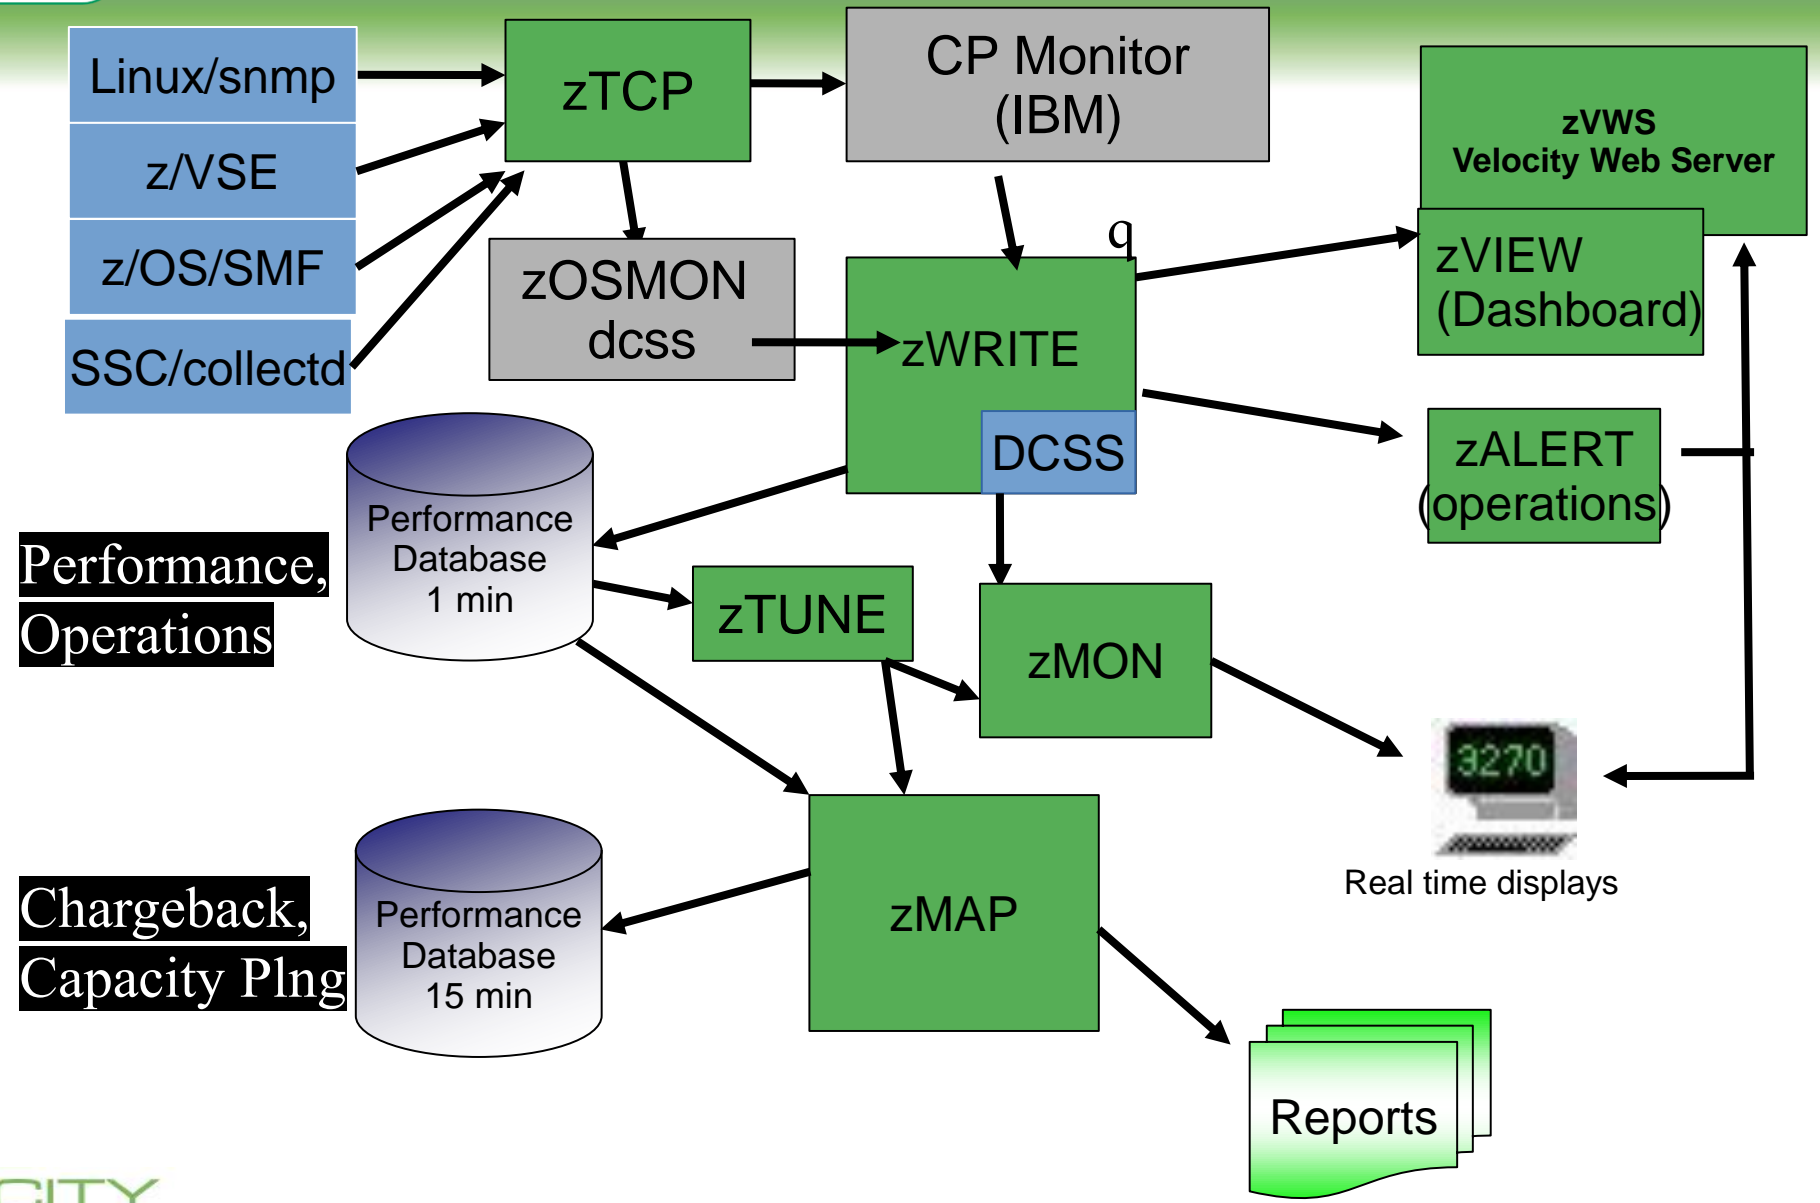 Linux/snmp
z/VSE
z/OS/SMF
SSC/collectd
zTCP
CP Monitor
(IBM)
zVWS
Velocity Web Server
zVIEW
(Dashboard)
q
zOSMON
dcss
zWRITE
DCSS
zALERT
(operations)
Performance
Database
1 min
Performance,
Operations
zTUNE
zMON
3270
Real time displays
Performance
Database
15 min
Chargeback,
Capacity Plng
zMAP
Reports
CITY